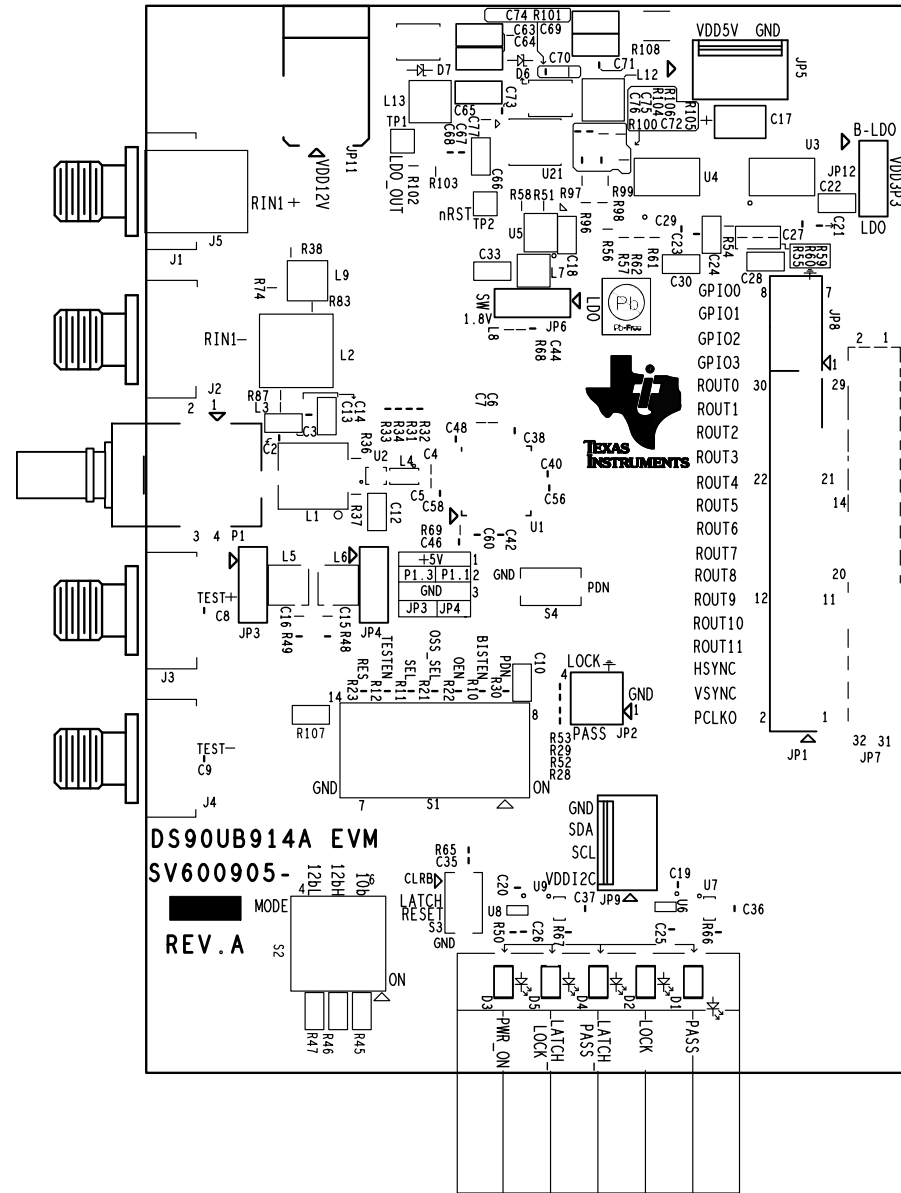 C74 R101
C63
C69
C64
R108
VDD5V GND
JP5
D7
D6
C70
C71
L12
L13
C65
C73
C76
C75
R104
R106
R105
R100 C72
C17
TP1
LDO_OUT
C68
C67
C77
U21
B-LDO
U3
JP12
VDD3P3
LDO
JP11
VDD12V
R102
R103
C66
nRST
TP2
R58
R51
R97
R99
R96
R98
U4
C22
C21
RIN1+
J5
J1
U5
C18
R56
R57
R62
R61
C29
C23
C24
C30
R54
C27
C28
R55
R60
R59
R38
L9
R74
R83
C33
L7
SW
1.8V
JP6
LDO
Pb
Pb-Free
L8
R68
C44
GPIO0
8
7
GPIO1
JP8
GPIO2
GPIO3
1
2 1
RIN1-
L2
J2
R87
L3
C3
C13
C14
C2
2
1
ROUT0
30
29
ROUT1
ROUT2
ROUT3
ROUT4
22
21
ROUT5
14
ROUT6
ROUT7
ROUT8
20
ROUT9
12
11
ROUT10
ROUT11
HSYNC
VSYNC
PCLKO
2
1
JP1
32 31
JP7
TEXAS
INSTRUMENTS
C7
C6
R33
R34
R31
R32
R36
U2
L4
C4
C5
C48
C38
C40
C56
C58
U1
L1
R37
C12
R69
C46
C60
C42
3 4 P1
L5
L6
+5V
1
P1.3
P1.1
2
GND
3
JP3
JP4
GND
PDN
S4
TEST+
C8
JP3
C16
R49
C15
R48
JP4
J3
RES
TESTEN
SEL
OSS_SEL
OEN
BISTEN
PDN
R23
R12
R11
R21
R22
R10
R30
C10
14
8
R107
GND
7
S1
ON
LOCK
4
GND
1
PASS
JP2
R53
R29
R52
R28
TEST-
C9
J4
DS90UB914A EVM
SV600905-
REV.A
MODE
12bL
12bH
10b
4
6
S2
ON
R47
R46
R45
R65
C35
CLRB
LATCH
RESET
S3
GND
GND
SDA
SCL
VDDI2C
JP9
C20
U9
U8
C37
C19
U7
U6
C36
R50
C26
R67
C25
R66
D3
D5
D4
D2
D1
PWR_ON
LATCH_
LOCK
LATCH
PASS
LOCK
PASS